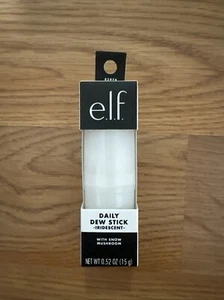 e.l.f.
DAILY
DEW STICK
-IRIDESCENT-
WITH SNOW
MUSHROOM
NET WT 0.52 OZ (15 g)